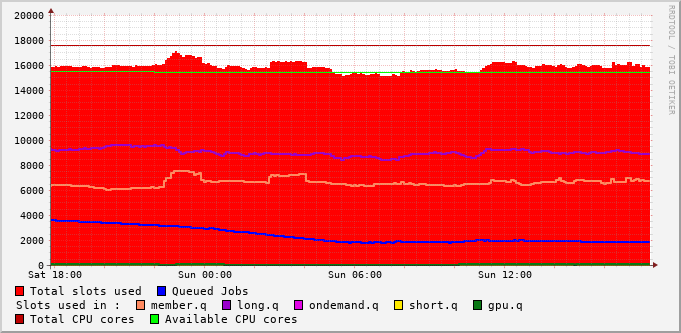 20000
18000
16000
14000
12000
10000
8000
6000
4000
2000
0
Sat 18:00 Sun 00:00 Sun 06:00 Sun 12:00
RRDTOOL / TOBI OETIKER
Total slots used Queued Jobs
Slots used in : member.q long.q ondemand.q short.q gpu.q
Total CPU cores Available CPU cores